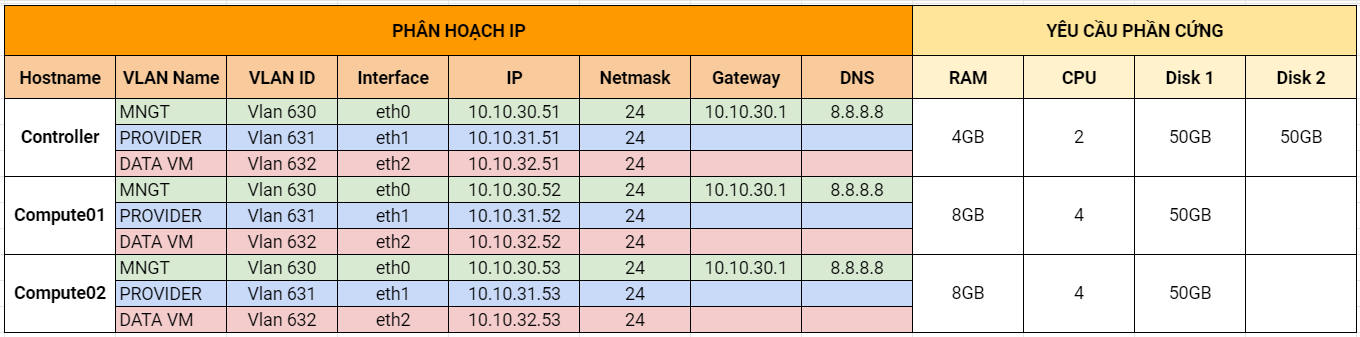 PHÂN HOẠCH IP YÊU CẦU PHẦN CỨNG
Hostname VLAN Name VLAN ID Interface IP Netmask Gateway DNS RAM CPU Disk 1 Disk 2
MNGT Vlan 630 eth0 10.10.30.51 24 10.10.30.1 8.8.8.8
Controller PROVIDER Vlan 631 eth1 10.10.31.51 24 4GB 2 50GB 50GB
DATA VM Vlan 632 eth2 10.10.32.51 24
MNGT Vlan 630 eth0 10.10.30.52 24 10.10.30.1 8.8.8.8
Compute01 PROVIDER Vlan 631 eth1 10.10.31.52 24 8GB 4 50GB
DATA VM Vlan 632 eth2 10.10.32.52 24
MNGT Vlan 630 eth0 10.10.30.53 24 10.10.30.1 8.8.8.8
Compute02 PROVIDER Vlan 631 eth1 10.10.31.53 24 8GB 4 50GB
DATA VM Vlan 632 eth2 10.10.32.53 24